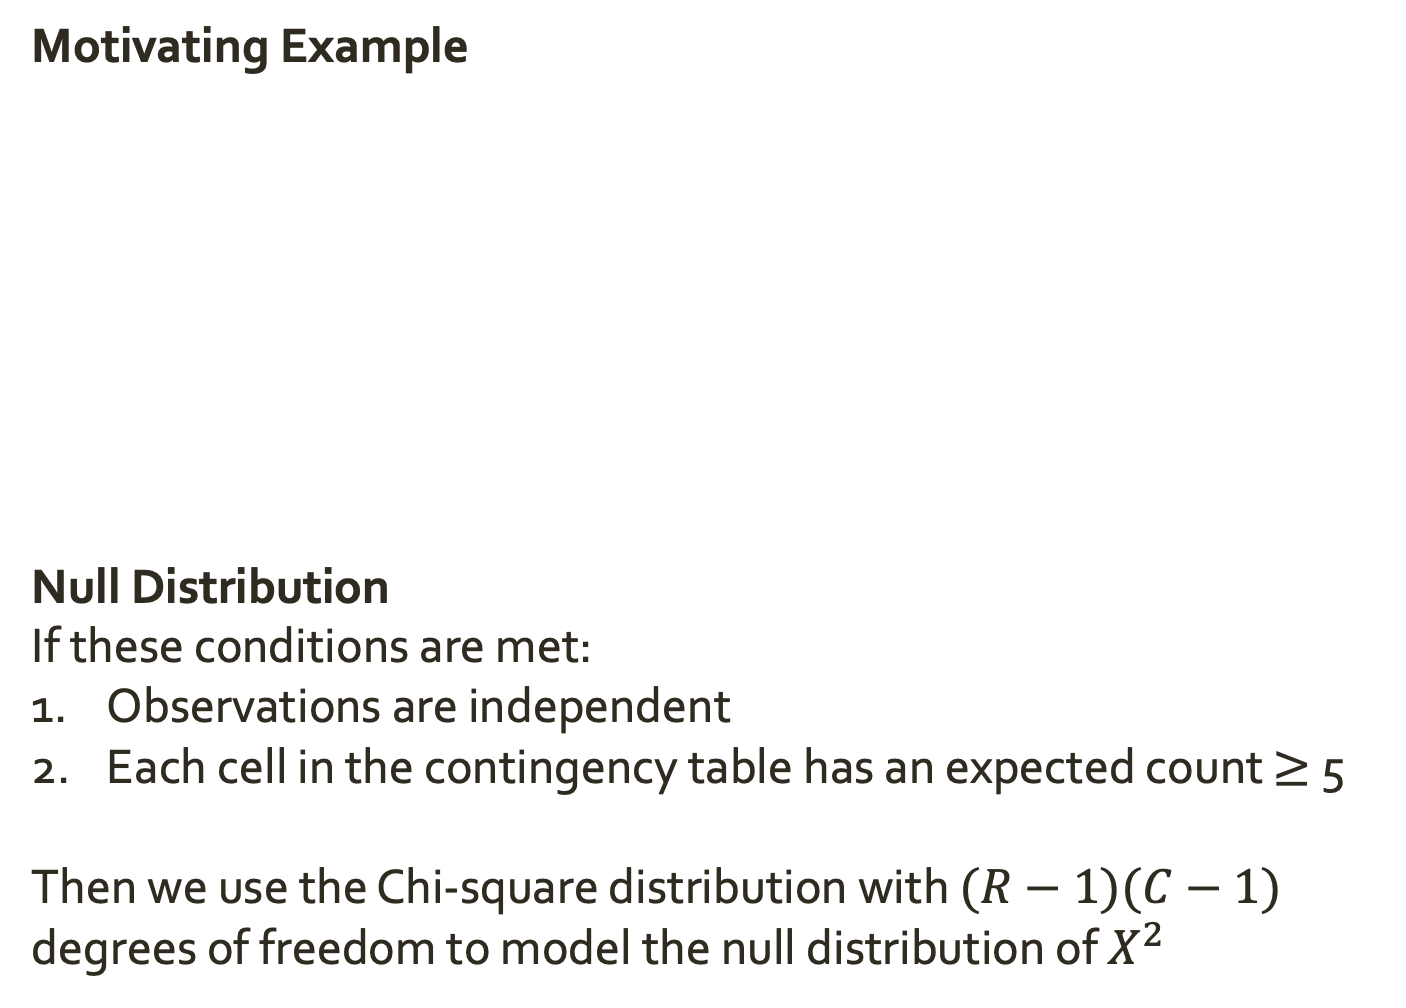 Motivating Example
Null Distribution
If these conditions are met:
1. Observations are independent
2. Each cell in the contingency table has an expected count ≥ 5
Then we use the Chi-square distribution with (R − 1)(C − 1)
degrees of freedom to model the null distribution of X²